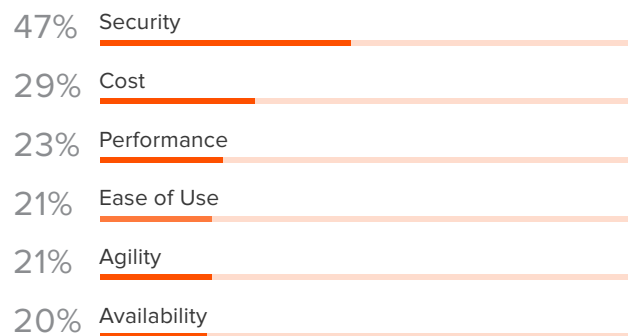 47% Security
29% Cost
23% Performance
21% Ease of Use
21% Agility
20% Availability